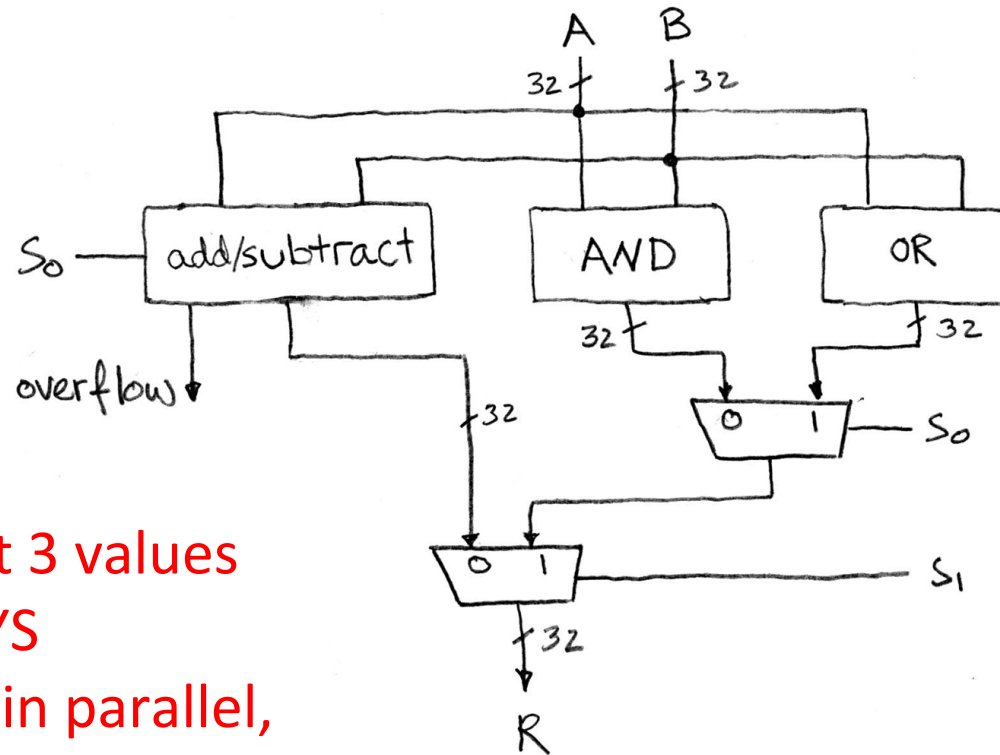 A B
32 32
S₀ add/subtract AND OR
32 32
overflow
32
0 1 S₀
t 3 values
0 1 S₁
YS
32
in parallel,
R